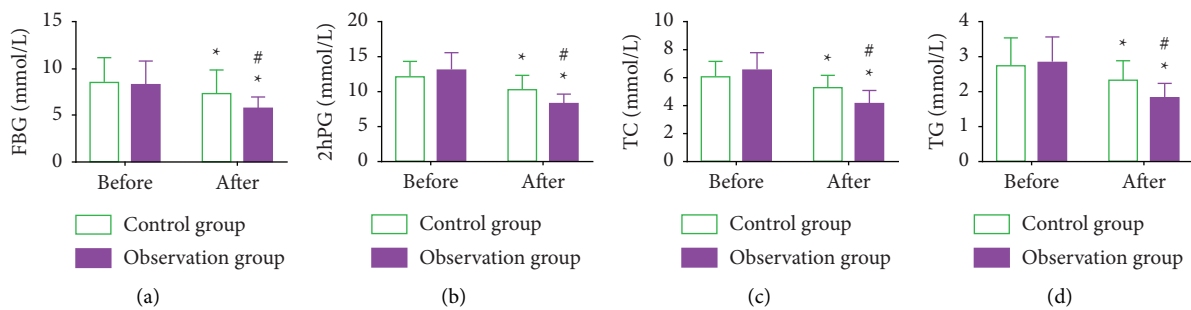 FBG (mmol/L)
15
10
5
0
*
#
*
Before
After
Control group
Observation group
(a)
2hPG (mmol/L)
20
15
10
5
0
*
#
*
Before
After
Control group
Observation group
(b)
TC (mmol/L)
10
8
6
4
2
0
*
#
*
Before
After
Control group
Observation group
(c)
TG (mmol/L)
4
3
2
1
0
*
#
*
Before
After
Control group
Observation group
(d)